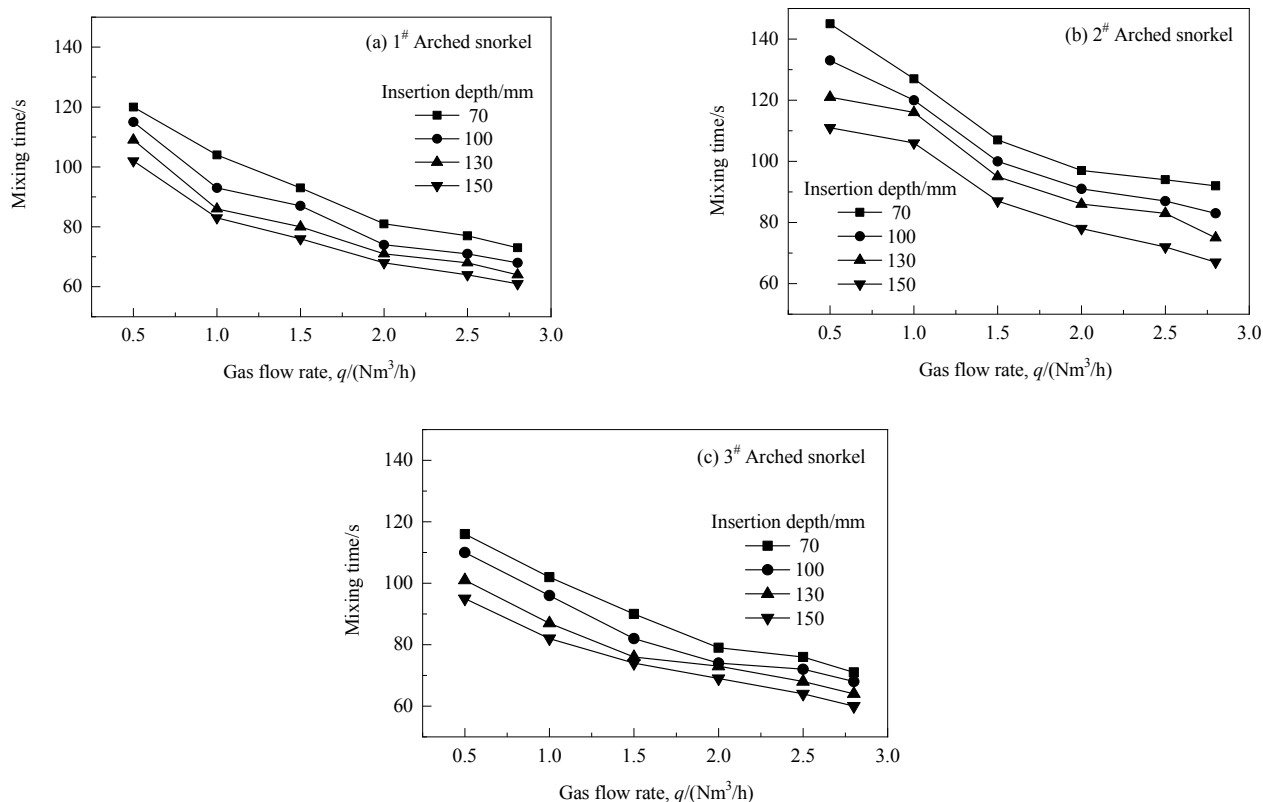 (a) 1# Arched snorkel
Insertion depth/mm
70
100
130
150
140
120
100
80
60
Mixing time/s
0.5 1.0 1.5 2.0 2.5 3.0
Gas flow rate, q/(Nm³/h)
(b) 2# Arched snorkel
Insertion depth/mm
70
100
130
150
140
120
100
80
60
Mixing time/s
0.5 1.0 1.5 2.0 2.5 3.0
Gas flow rate, q/(Nm³/h)
(c) 3# Arched snorkel
Insertion depth/mm
70
100
130
150
140
120
100
80
60
Mixing time/s
0.5 1.0 1.5 2.0 2.5 3.0
Gas flow rate, q/(Nm³/h)